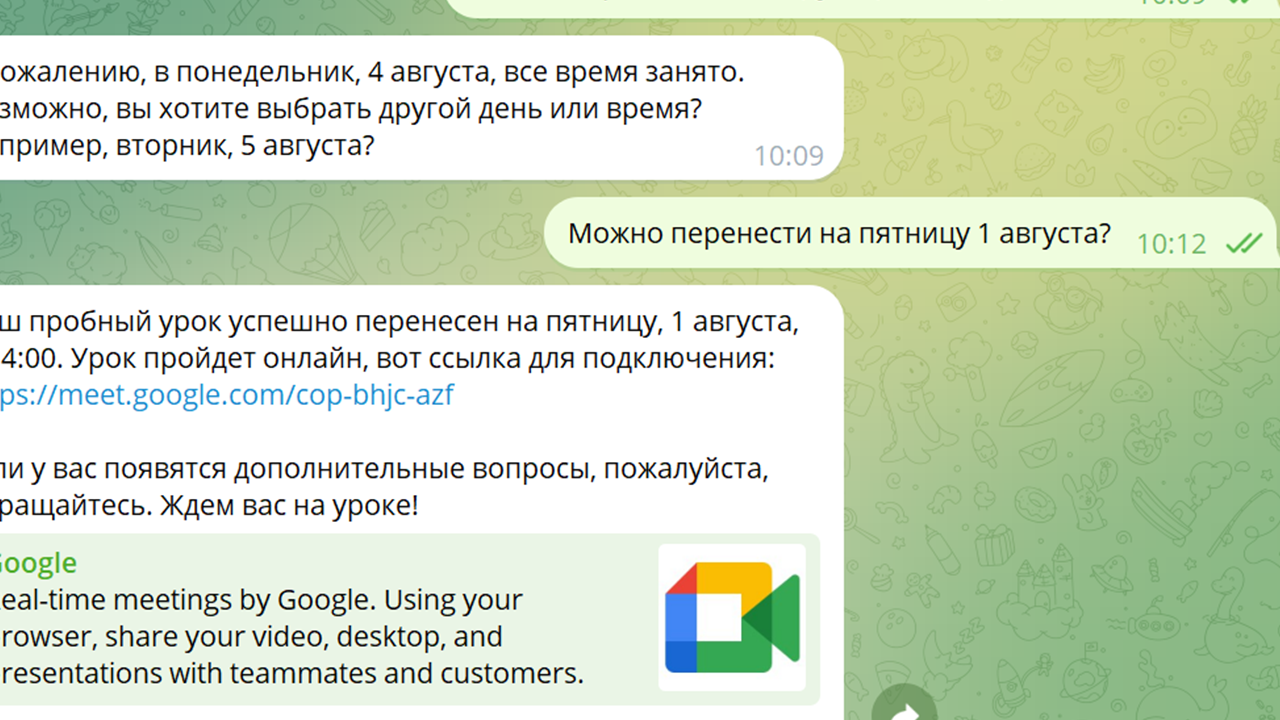 ожалению, в понедельник, 4 августа, все время занято.
зможно, вы хотите выбрать другой день или время?
пример, вторник, 5 августа?
10:09
Можно перенести на пятницу 1 августа?
10:12
ш пробный урок успешно перенесен на пятницу, 1 августа,
4:00. Урок пройдет онлайн, вот ссылка для подключения:
ps://meet.google.com/cop-bhjc-azf
ли у вас появятся дополнительные вопросы, пожалуйста,
ращайтесь. Ждем вас на уроке!
Google
eal-time meetings by Google. Using your
rowser, share your video, desktop, and
resentations with teammates and customers.